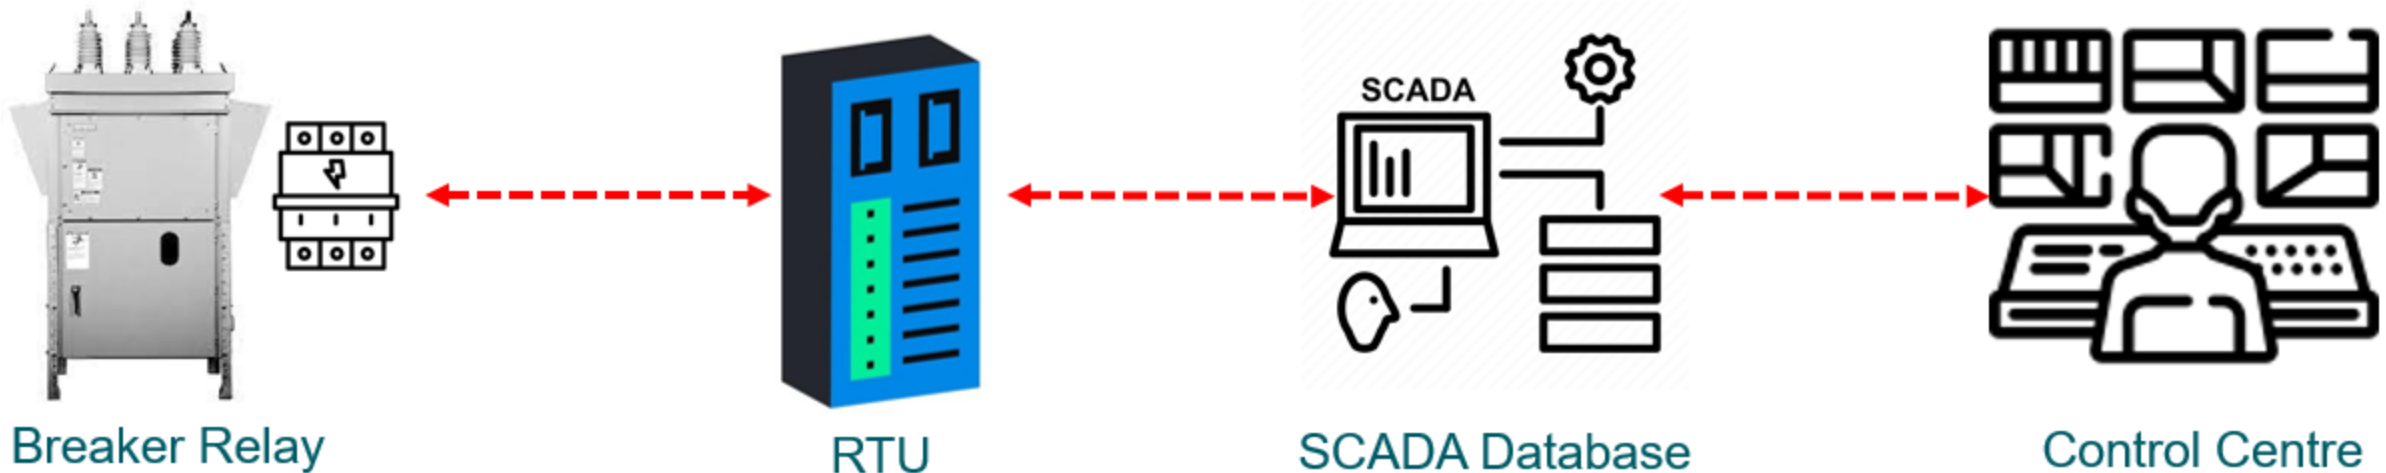 SCADA
Breaker Relay
RTU
SCADA Database
Control Centre